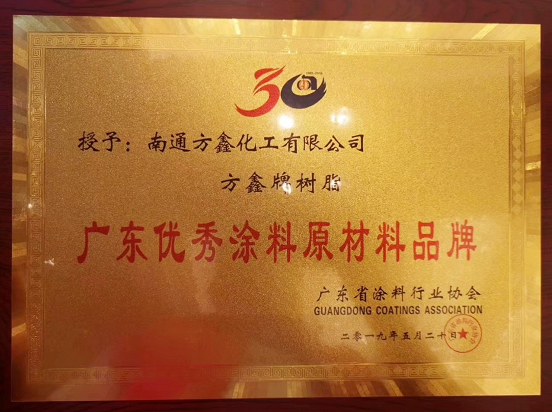 30
授予：南通方鑫化工有限公司
方鑫牌树脂
广东优秀涂料原材料品牌
广东省涂料行业协会
GUANGDONG COATINGS ASSOCIATION
二零一九年五月二十日